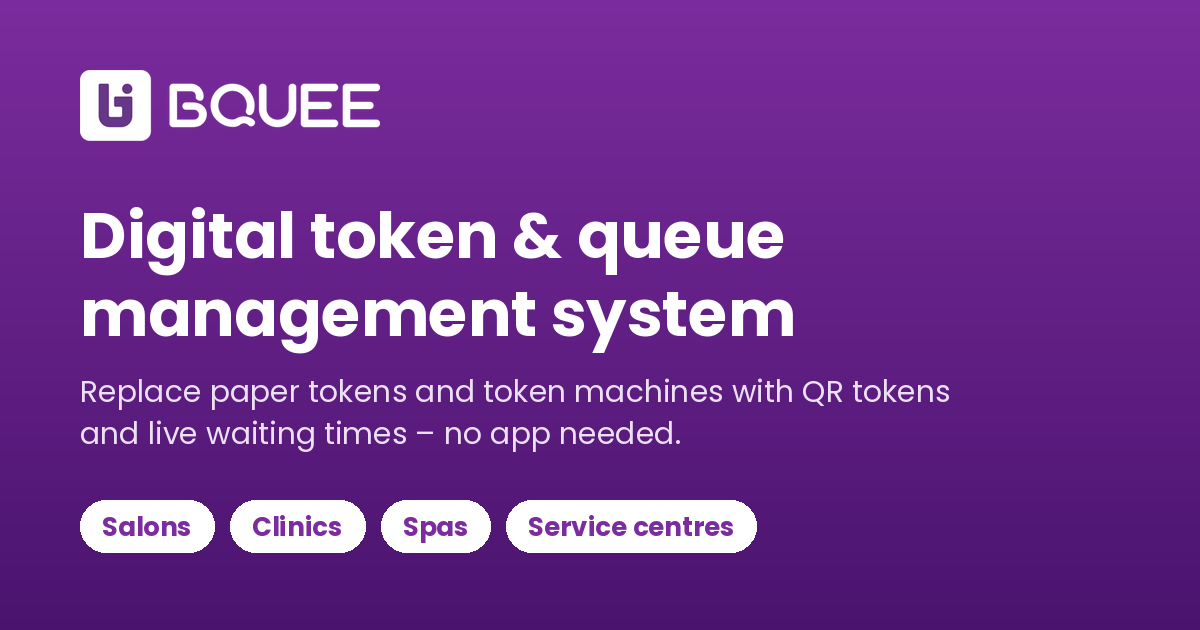 BQUEE
Digital token & queue
management system
Replace paper tokens and token machines with QR tokens
and live waiting times – no app needed.
Salons
Clinics
Spas
Service centres